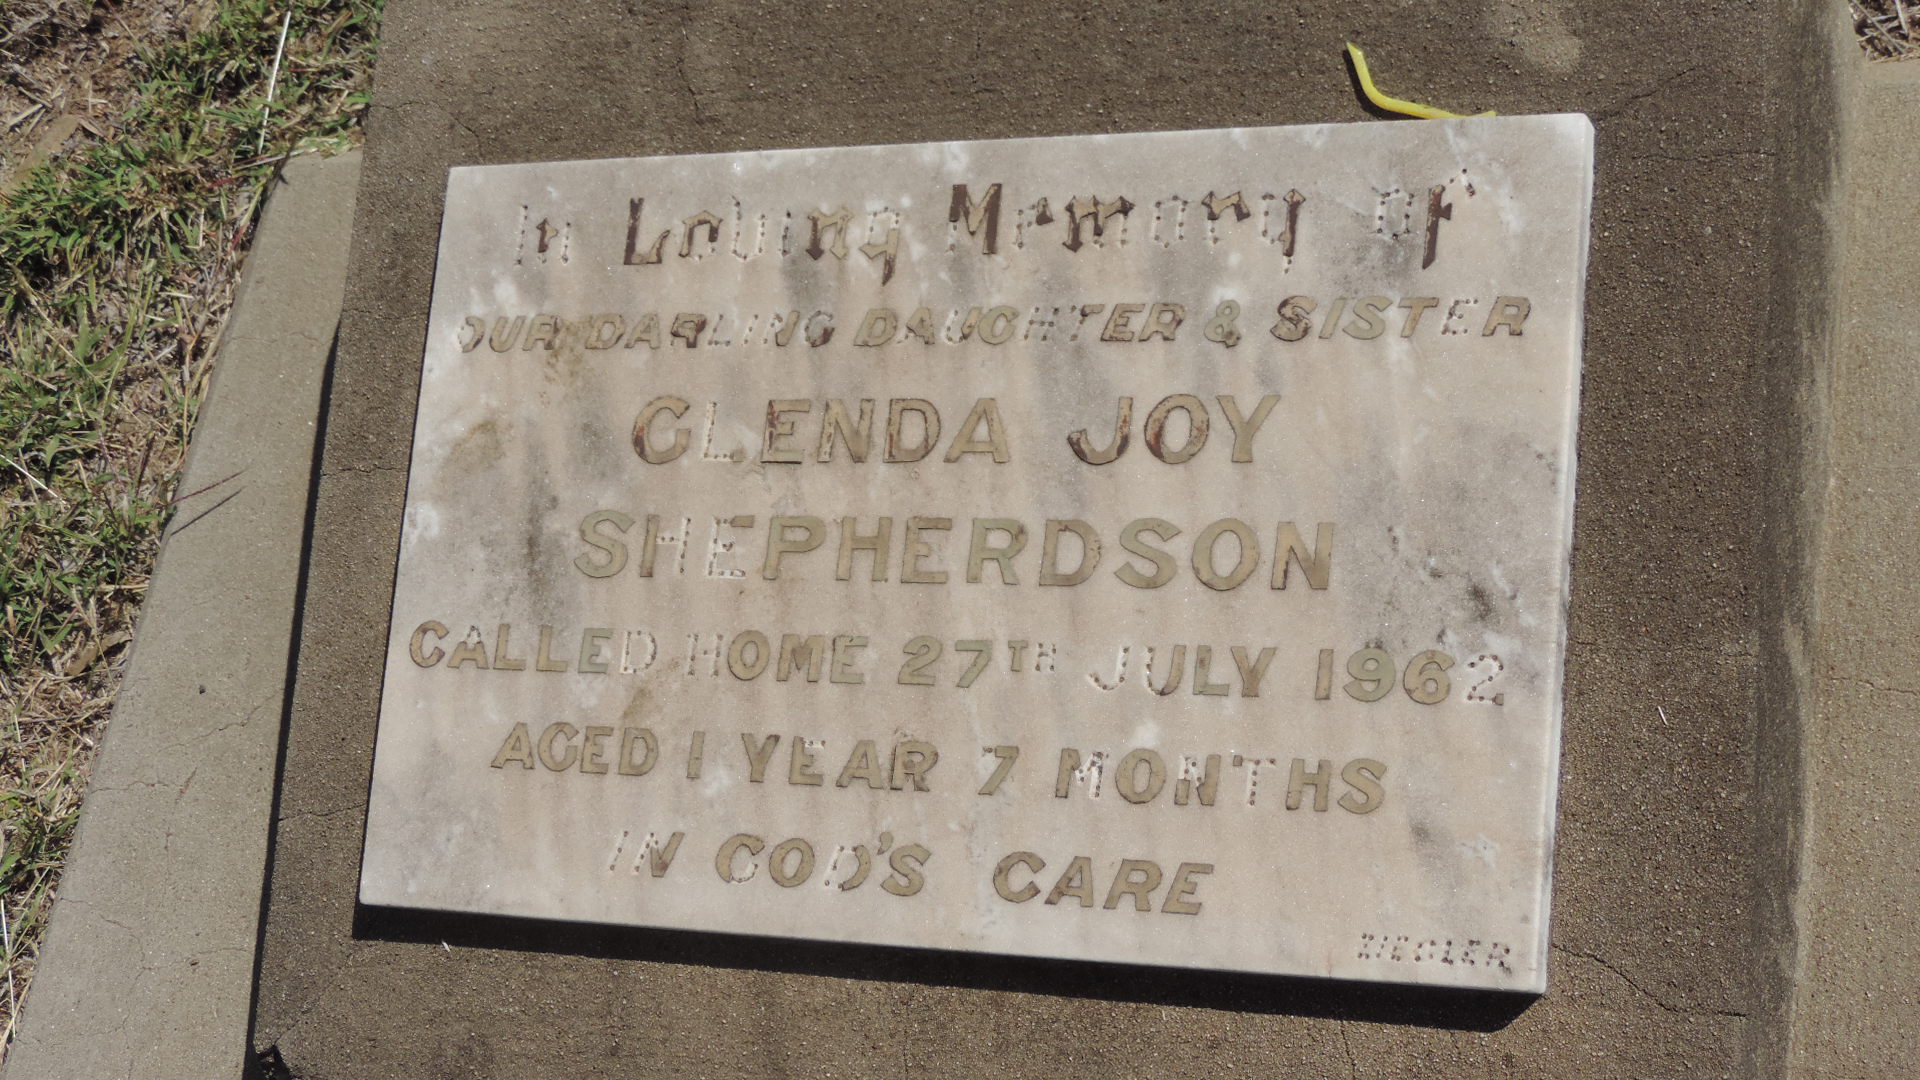 In Loving Memory of
OUR DARLING DAUGHTER & SISTER
GLENDA JOY
SHEPHERDSON
CALLED HOME 27TH JULY 1962
AGED 1 YEAR 7 MONTHS
IN GOD'S CARE
ZIEGLER